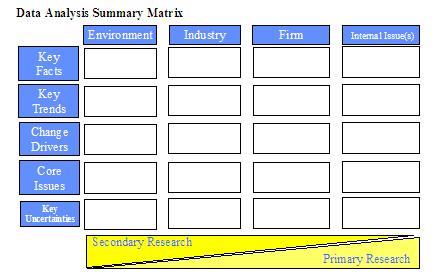 Data Analysis Summary Matrix
Environment Industry Firm Internal Issue(s)
Key
Facts
Key
Trends
Change
Drivers
Core
Issues
Key
Uncertainties
Secondary Research
Primary Research